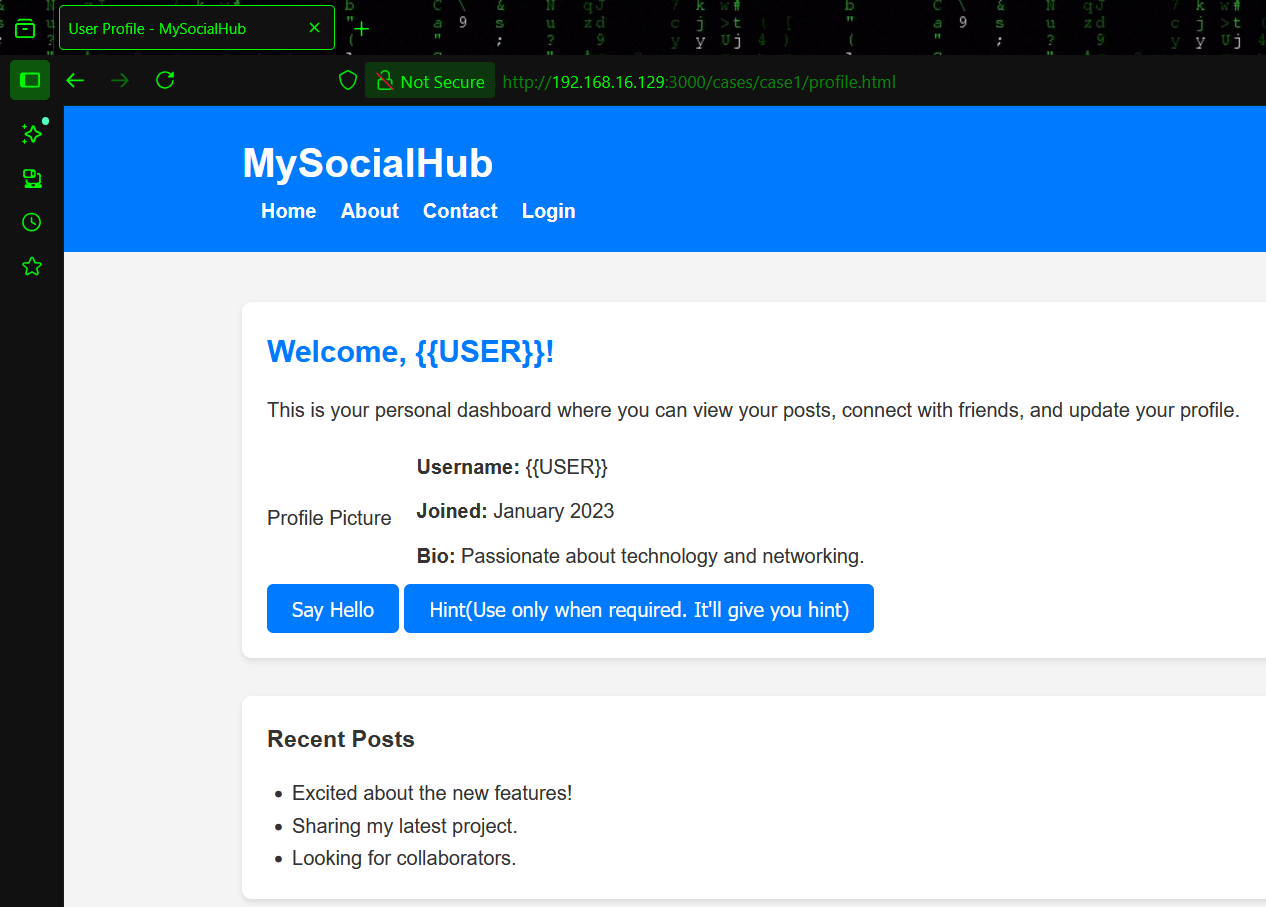 User Profile - MySocialHub
Not Secure http://192.168.16.129:3000/cases/case1/profile.html
MySocialHub
Home About Contact Login
Welcome, {{USER}}!
This is your personal dashboard where you can view your posts, connect with friends, and update your profile.
Username: {{USER}}
Profile Picture
Joined: January 2023
Bio: Passionate about technology and networking.
Say Hello Hint(Use only when required. It'll give you hint)
Recent Posts
Excited about the new features!
Sharing my latest project.
Looking for collaborators.